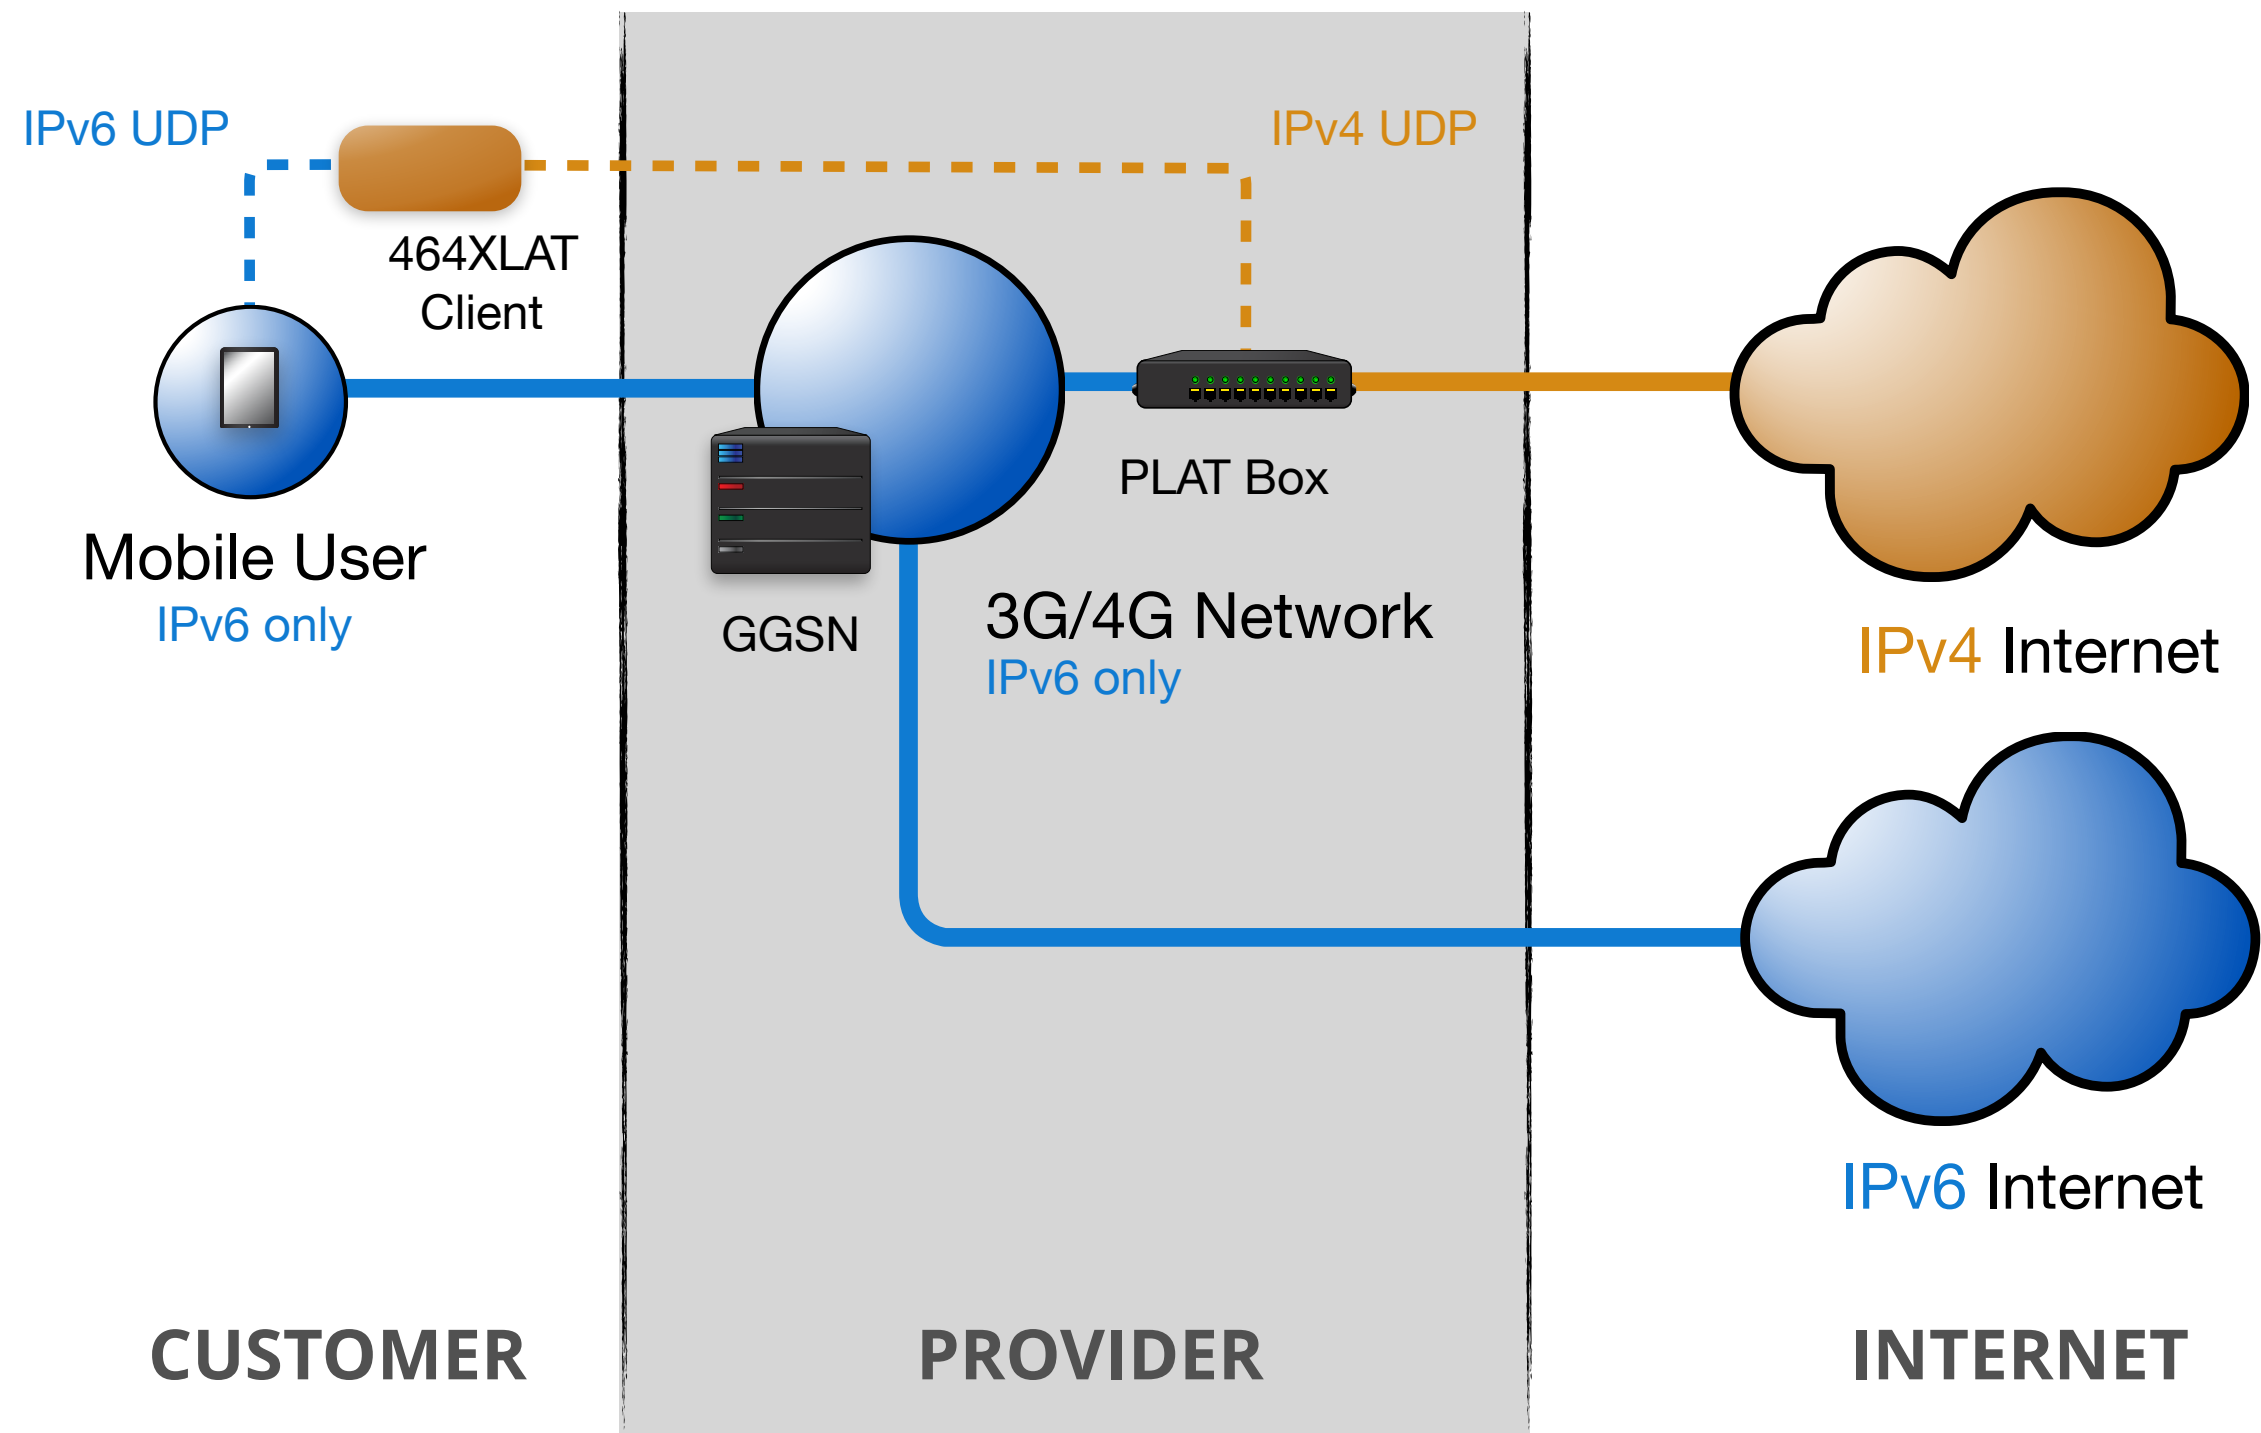 IPv6 UDP
IPv4 UDP
464XLAT
Client
PLAT Box
Mobile User
IPv6 only
GGSN
3G/4G Network
IPv6 only
IPv4 Internet
IPv6 Internet
CUSTOMER
PROVIDER
INTERNET